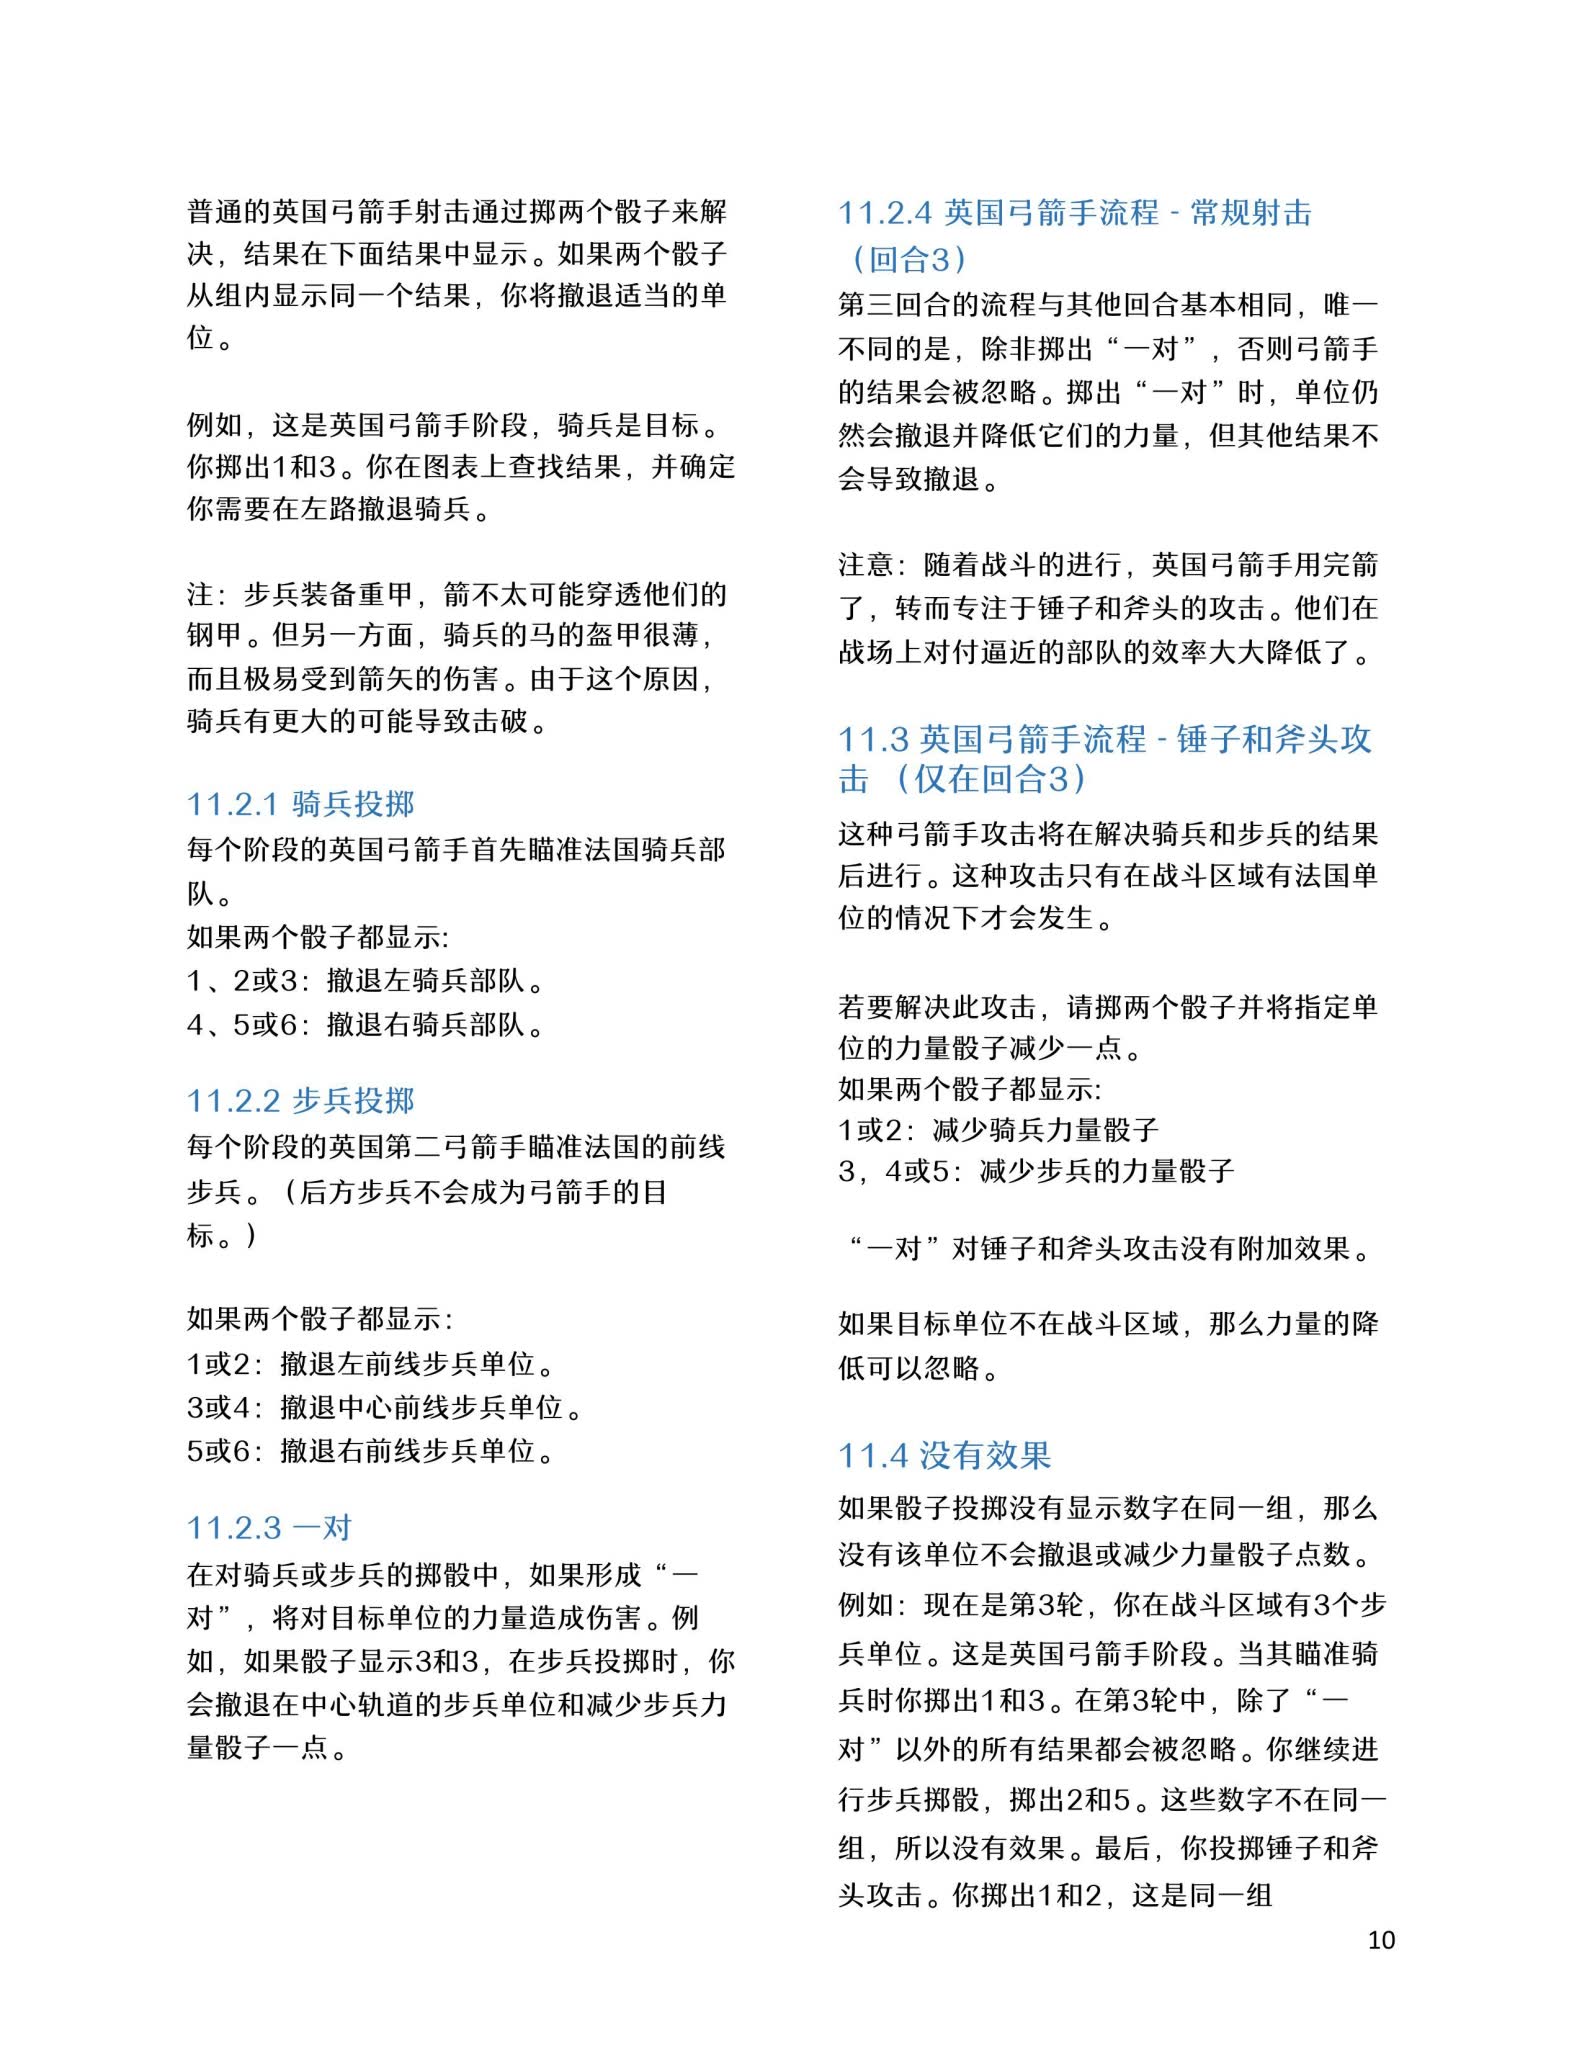 普通的英国弓箭手射击通过掷两个骰子来解
决，结果在下面结果中显示。如果两个骰子
从组内显示同一个结果，你将撤退适当的单
位。
例如，这是英国弓箭手阶段，骑兵是目标。
你掷出1和3。你在图表上查找结果，并确定
你需要在左路撤退骑兵。
注：步兵装备重甲，箭不太可能穿透他们的
钢甲。但另一方面，骑兵的马的盔甲很薄，
而且极易受到箭矢的伤害。由于这个原因，
骑兵有更大的可能导致击破。
11.2.1 骑兵投掷
每个阶段的英国弓箭手首先瞄准法国骑兵部
队。
如果两个骰子都显示:
1、2或3：撤退左骑兵部队。
4、5或6：撤退右骑兵部队。
11.2.2 步兵投掷
每个阶段的英国第二弓箭手瞄准法国的前线
步兵。（后方步兵不会成为弓箭手的目
标。）
如果两个骰子都显示：
1或2：撤退左前线步兵单位。
3或4：撤退中心前线步兵单位。
5或6：撤退右前线步兵单位。
11.2.3 一对
在对骑兵或步兵的掷骰中，如果形成“一
对”，将对目标单位的力量造成伤害。例
如，如果骰子显示3和3，在步兵投掷时，你
会撤退在中心轨道的步兵单位和减少步兵力
量骰子一点。
11.2.4 英国弓箭手流程 - 常规射击
（回合3）
第三回合的流程与其他回合基本相同，唯一
不同的是，除非掷出“一对”，否则弓箭手
的结果会被忽略。掷出“一对”时，单位仍
然会撤退并降低它们的力量，但其他结果不
会导致撤退。
注意：随着战斗的进行，英国弓箭手用完箭
了，转而专注于锤子和斧头的攻击。他们在
战场上对付逼近的部队的效率大大降低了。
11.3 英国弓箭手流程 - 锤子和斧头攻
击 （仅在回合3）
这种弓箭手攻击将在解决骑兵和步兵的结果
后进行。这种攻击只有在战斗区域有法国单
位的情况下才会发生。
若要解决此攻击，请掷两个骰子并将指定单
位的力量骰子减少一点。
如果两个骰子都显示:
1或2：减少骑兵力量骰子
3，4或5：减少步兵的力量骰子
“一对”对锤子和斧头攻击没有附加效果。
如果目标单位不在战斗区域，那么力量的降
低可以忽略。
11.4 没有效果
如果骰子投掷没有显示数字在同一组，那么
没有该单位不会撤退或减少力量骰子点数。
例如：现在是第3轮，你在战斗区域有3个步
兵单位。这是英国弓箭手阶段。当其瞄准骑
兵时你掷出1和3。在第3轮中，除了“一
对”以外的所有结果都会被忽略。你继续进
行步兵掷骰，掷出2和5。这些数字不在同一
组，所以没有效果。最后，你投掷锤子和斧
头攻击。你掷出1和2，这是同一组
10